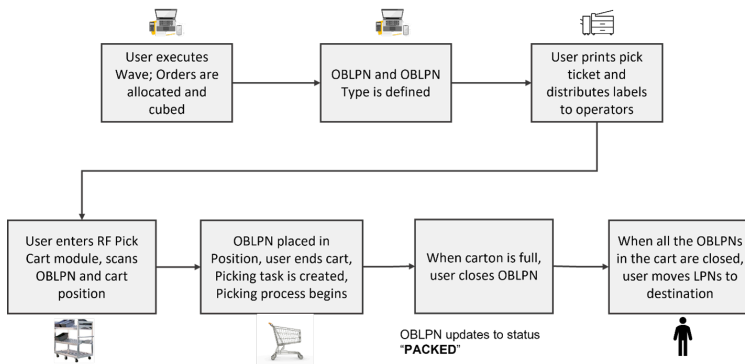 User executes
Wave; Orders are
allocated and
cubed
OBLPN and OBLPN
Type is defined
User prints pick
ticket and
distributes labels
to operators
User enters RF Pick
Cart module, scans
OBLPN and cart
position
OBLPN placed in
Position, user ends cart,
Picking task is created,
Picking process begins
When carton is full,
user closes OBLPN
When all the OBLPNs
in the cart are closed,
user moves LPNs to
destination
OBLPN updates to status
“PACKED”